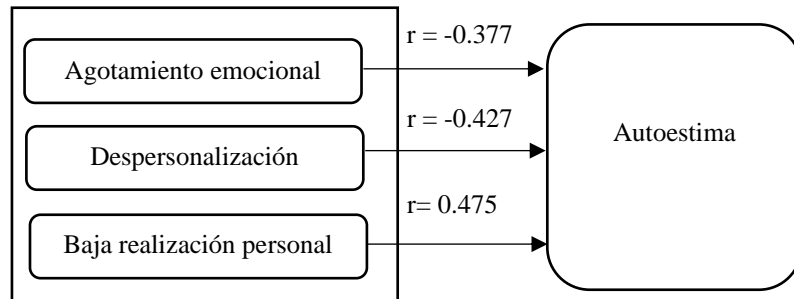 r = -0.377
Agotamiento emocional
r = -0.427
Despersonalización
Autoestima
r= 0.475
Baja realización personal